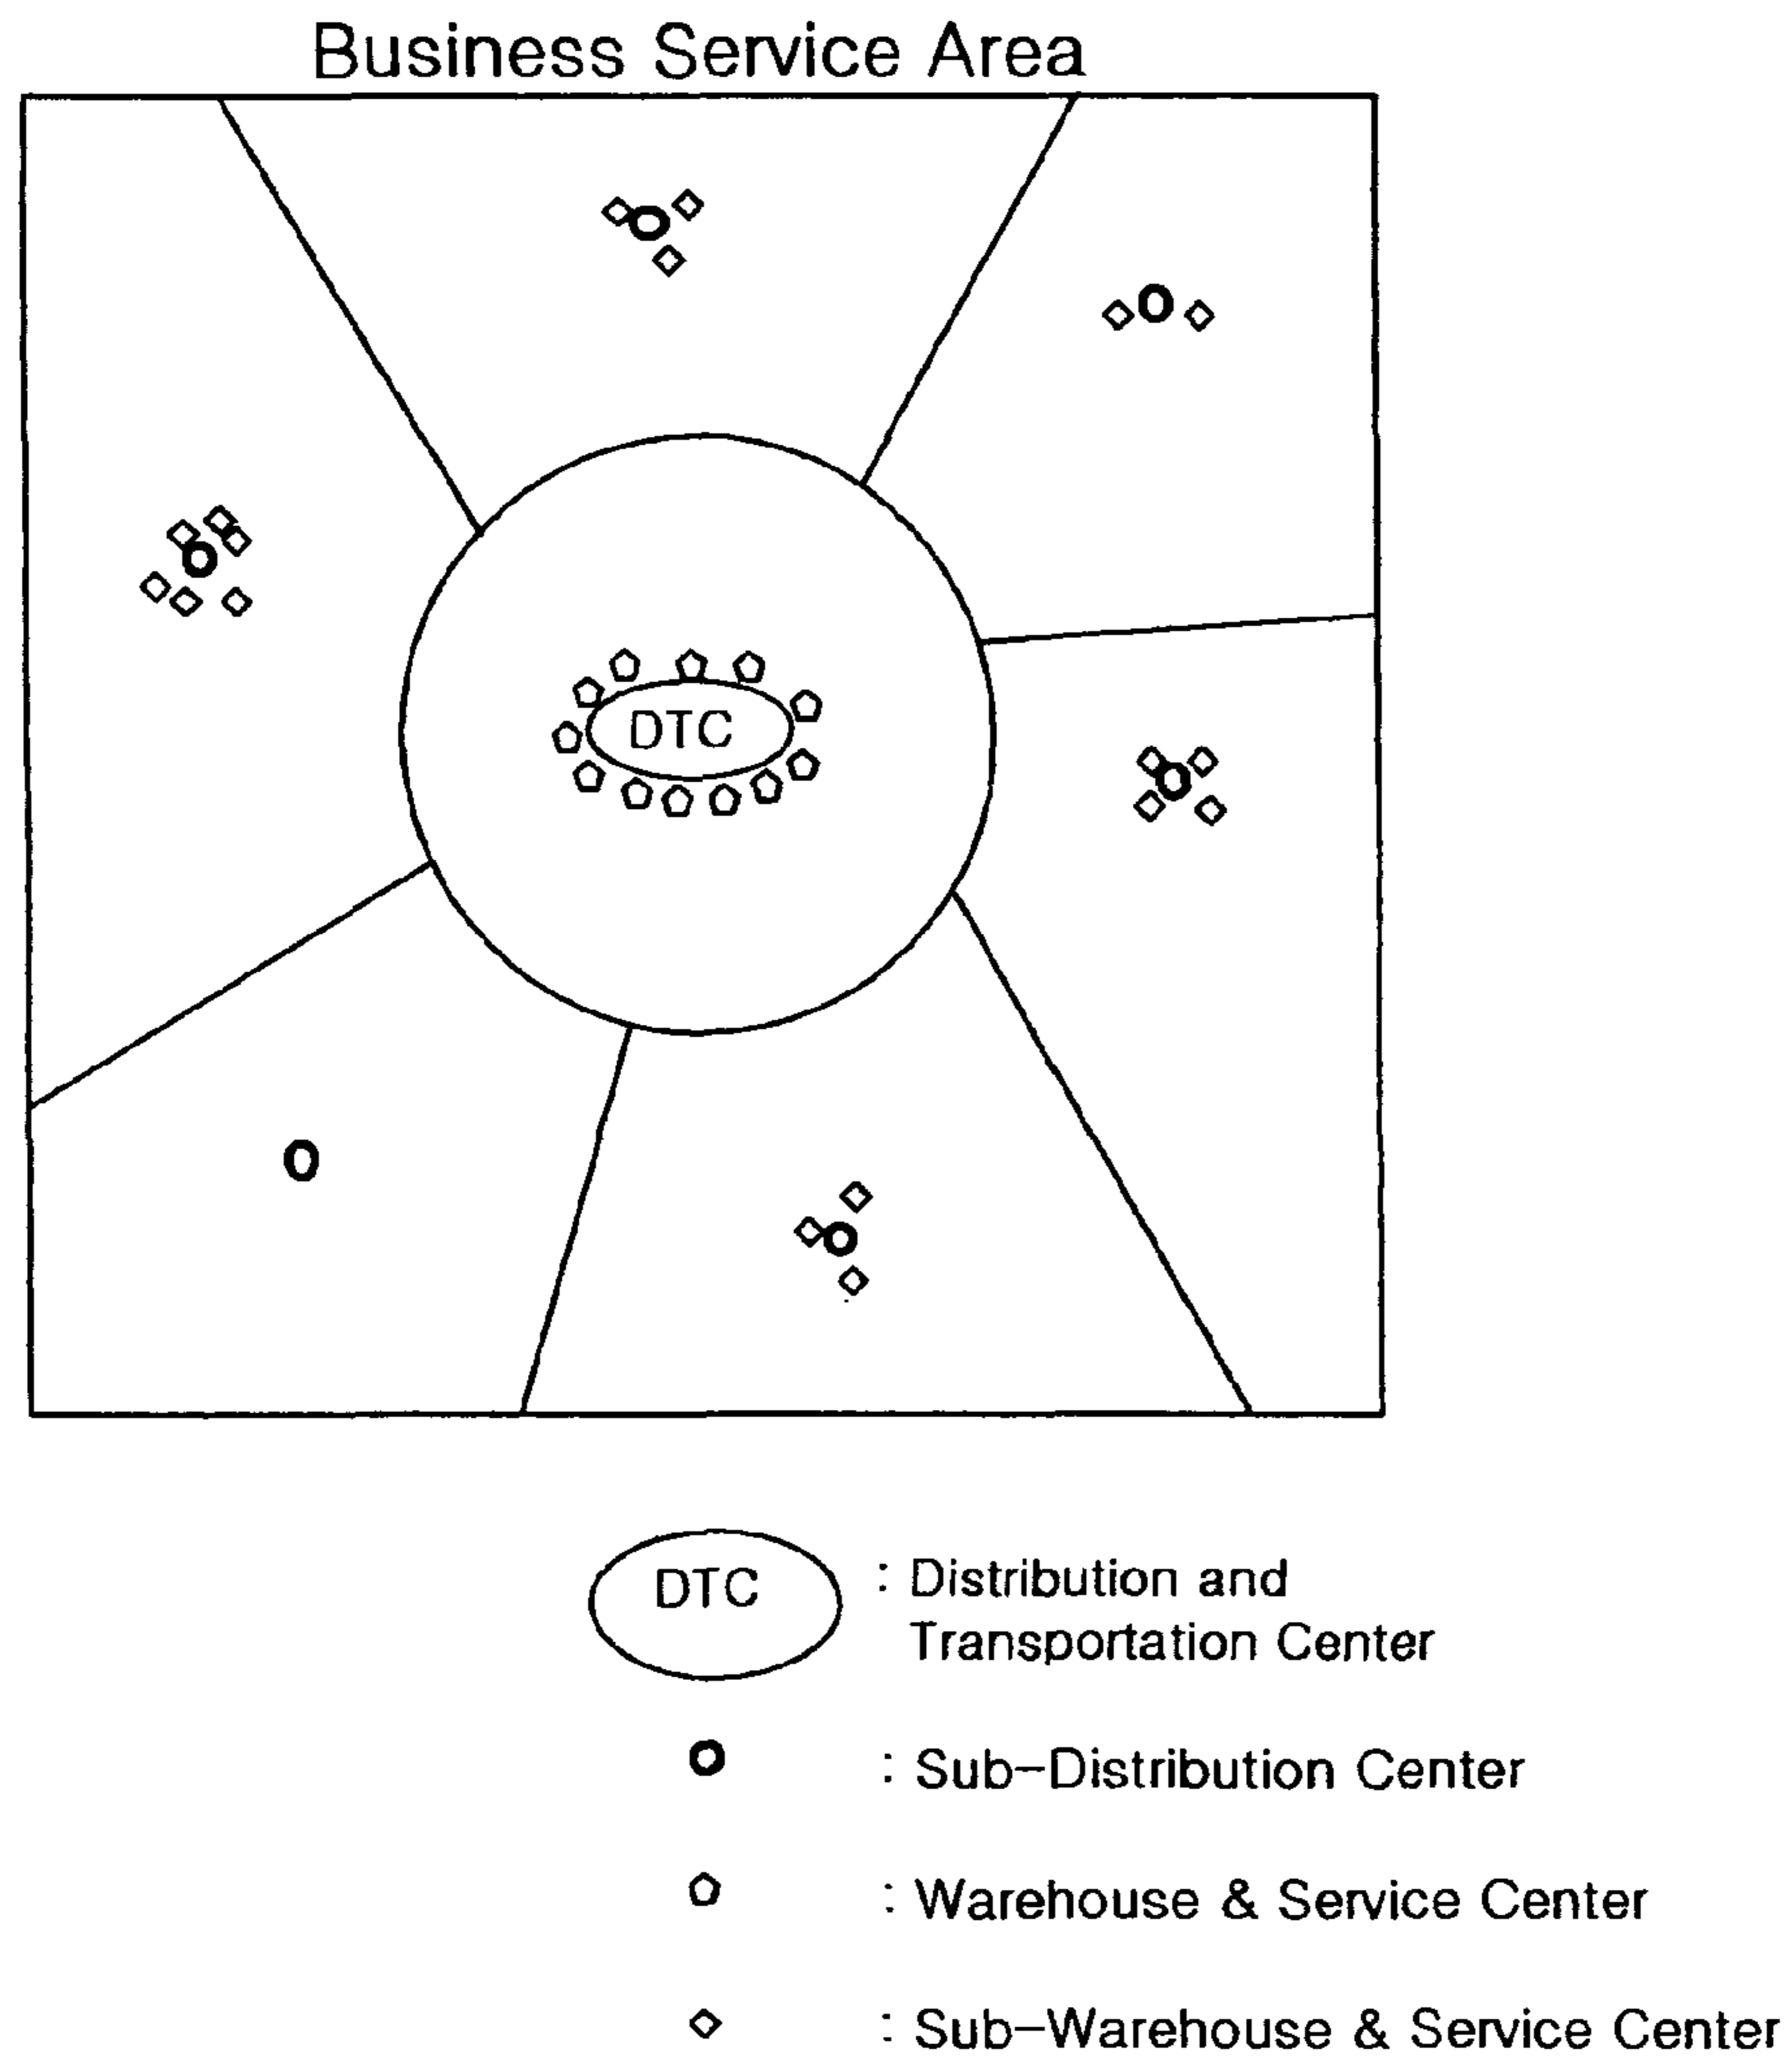 Business Service Area
DTC
DTC
: Distribution and
Transportation Center
: Sub-Distribution Center
: Warehouse & Service Center
: Sub-Warehouse & Service Center